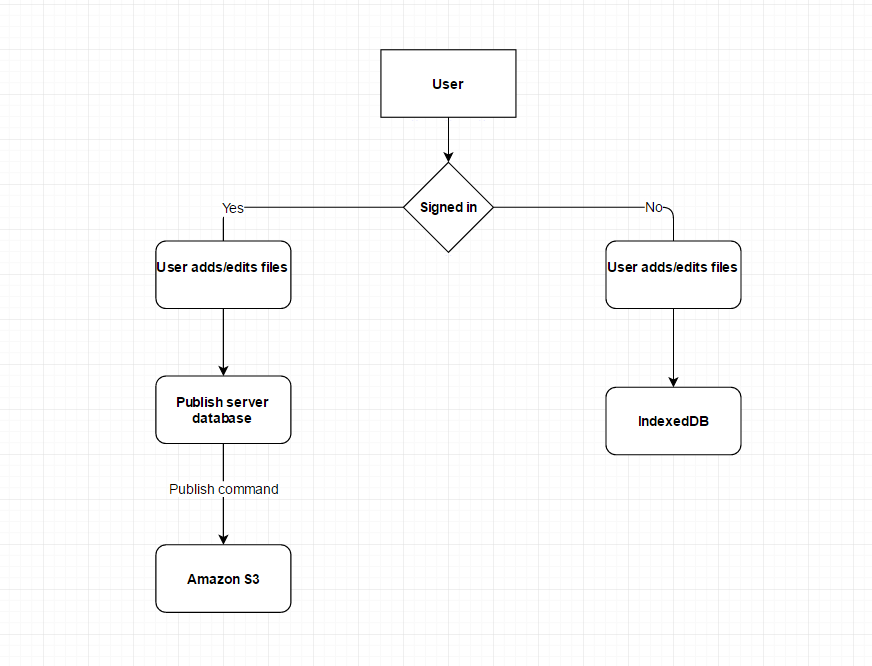 User
Signed in
Yes
No
User adds/edits files
User adds/edits files
Publish server
database
IndexedDB
Publish command
Amazon S3